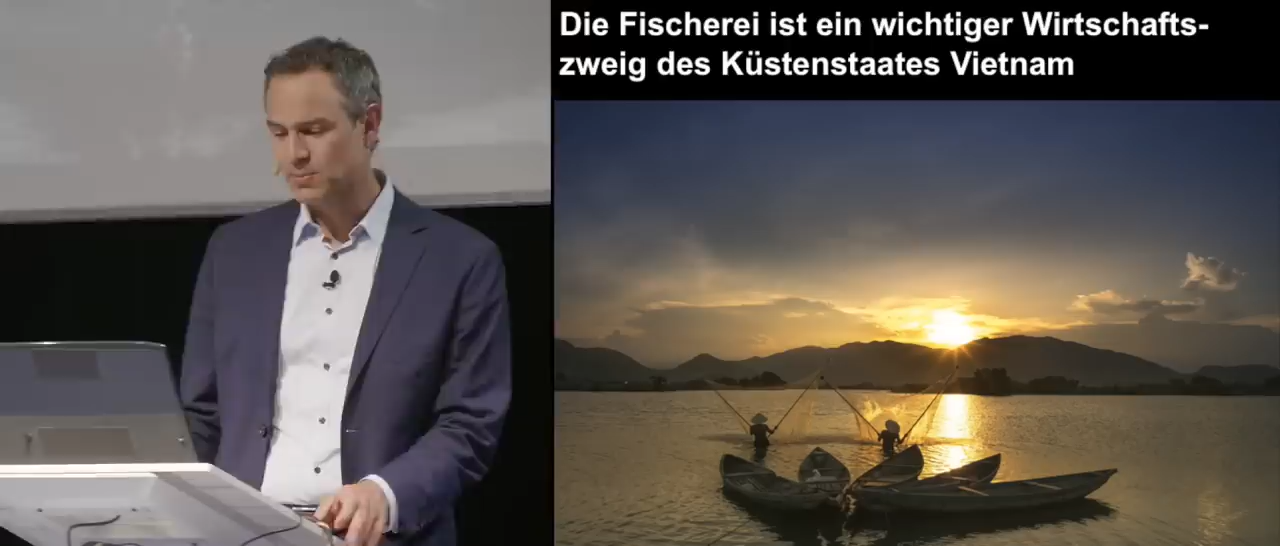 Die Fischerei ist ein wichtiger Wirtschafts-
zweig des Küstenstaates Vietnam